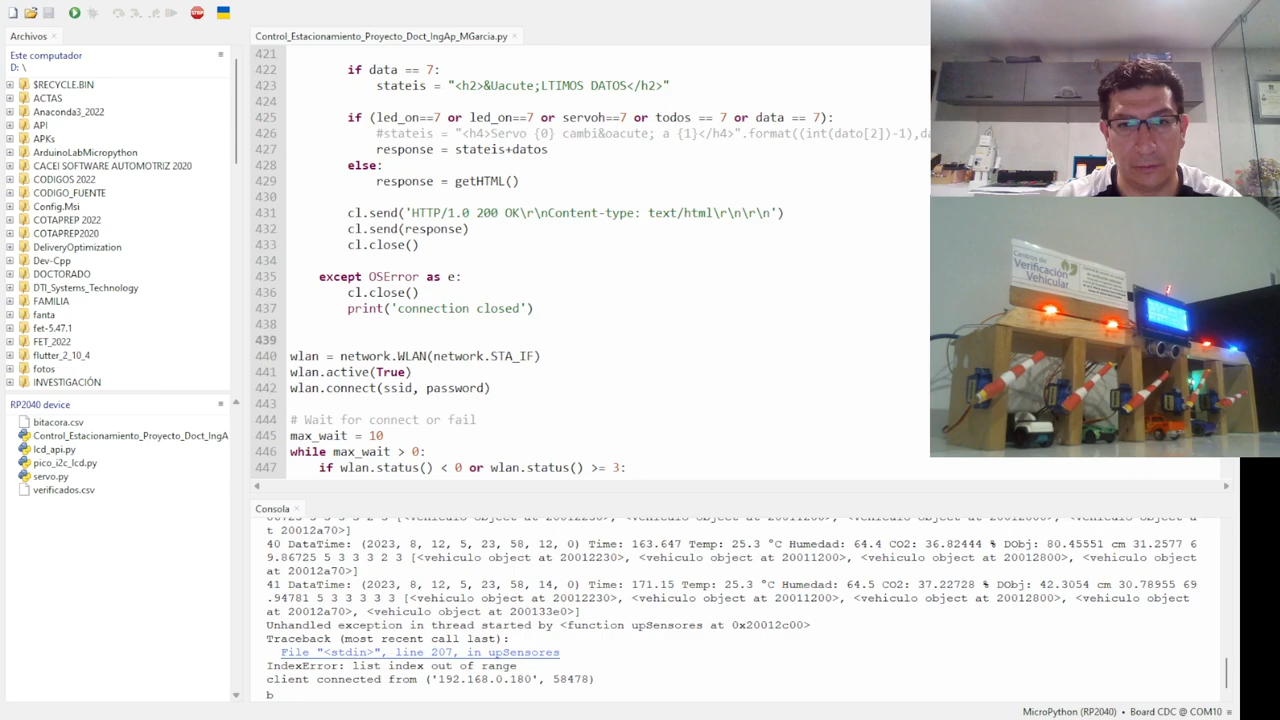 Archivos
Este computador
D: \
$RECYCLE.BIN
ACTAS
Anaconda3_2022
API
APKs
ArduinoLabMicropython
CACEI SOFTWARE AUTOMOTRIZ 2020
CODIGOS 2022
CODIGO_FUENTE
Config.Msi
COTAPREP 2022
COTAPREP2020
DeliveryOptimization
Dev-Cpp
DOCTORADO
DTI_Systems_Technology
FAMILIA
fanta
fet-5.47.1
FET_2022
flutter_2_10_4
fotos
INVESTIGACIÓN
RP2040 device
bitacora.csv
Control_Estacionamiento_Proyecto_Doct_IngA
lcd_api.py
pico_i2c_lcd.py
servo.py
verificados.csv
Control_Estacionamiento_Proyecto_Doct_IngAp_MGarcia.py
421
422 if data == 7:
423 stateis = "<h2>&Uacute;LTIMOS DATOS</h2>"
424
425 if (led_on==7 or led_on==7 or servoh==7 or todos == 7 or data == 7):
426 #stateis = "<h4>Servo {0} cambi&oacute; a {1}</h4>".format((int(dato[2])-1),da
427 response = stateis+datos
428 else:
429 response = getHTML()
430
431 cl.send('HTTP/1.0 200 OK\r\nContent-type: text/html\r\n\r\n')
432 cl.send(response)
433 cl.close()
434
435 except OSError as e:
436 cl.close()
437 print('connection closed')
438
439
440 wlan = network.WLAN(network.STA_IF)
441 wlan.active(True)
442 wlan.connect(ssid, password)
443
444 # Wait for connect or fail
445 max_wait = 10
446 while max_wait > 0:
447 if wlan.status() < 0 or wlan.status() >= 3:
Consola
t 20012a70>]
40 DataTime: (2023, 8, 12, 5, 23, 58, 12, 0) Time: 163.647 Temp: 25.3 °C Humedad: 64.4 CO2: 36.82444 % DObj: 80.45551 cm 31.2577 6
9.86725 5 3 3 3 2 3 [<vehiculo object at 20012230>, <vehiculo object at 20011200>, <vehiculo object at 20012800>, <vehiculo object
at 20012a70>]
41 DataTime: (2023, 8, 12, 5, 23, 58, 14, 0) Time: 171.15 Temp: 25.3 °C Humedad: 64.5 CO2: 37.22728 % DObj: 42.3054 cm 30.78955 69
.94781 5 3 3 3 3 3 [<vehiculo object at 20012230>, <vehiculo object at 20011200>, <vehiculo object at 20012800>, <vehiculo object
at 20012a70>, <vehiculo object at 200133e0>]
Unhandled exception in thread started by <function upSensores at 0x20012c00>
Traceback (most recent call last):
File "<stdin>", line 207, in upSensores
IndexError: list index out of range
client connected from ('192.168.0.180', 58478)
b
MicroPython (RP2040) • Board CDC @ COM10
STOP
Centros de
Verificación
Vehicular